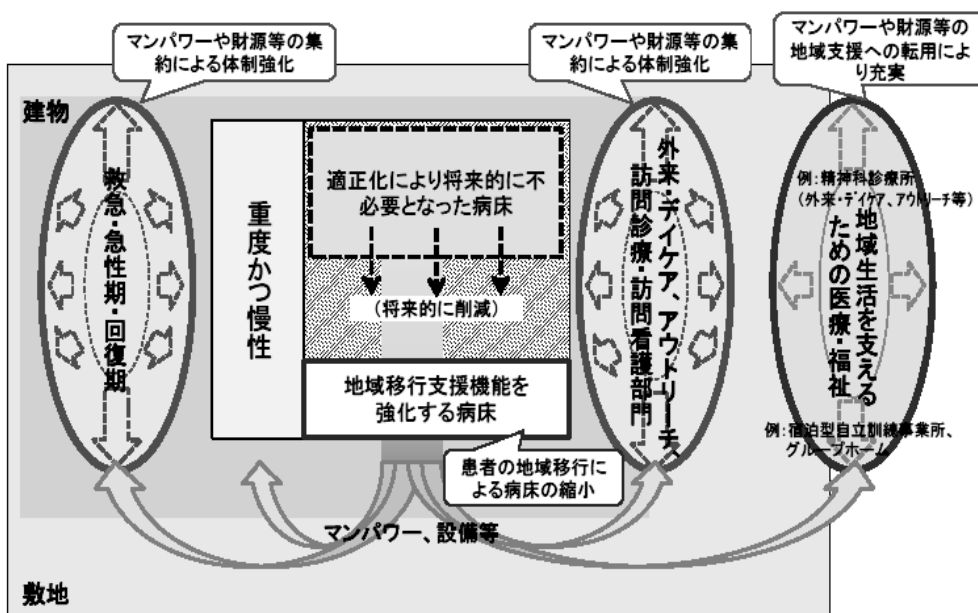 マンパワーや財源等の集
約による体制強化
マンパワーや財源等の集
約による体制強化
マンパワーや財源等の
地域支援への転用によ
り充実
建物
救急・急性期・回復期
重度かつ慢性
適正化により将来的に不
必要となった病床
(将来的に削減)
地域移行支援機能を
強化する病床
患者の地域移行に
よる病床の縮小
外来・デイケア、アウトリーチ、
訪問診療・訪問看護部門
例:精神科診療所
(外来・デイケア、アウトリーチ等)
地域生活を支える
ための医療・福祉
例:宿泊型自立訓練事業所、
グループホーム
マンパワー、設備等
敷地